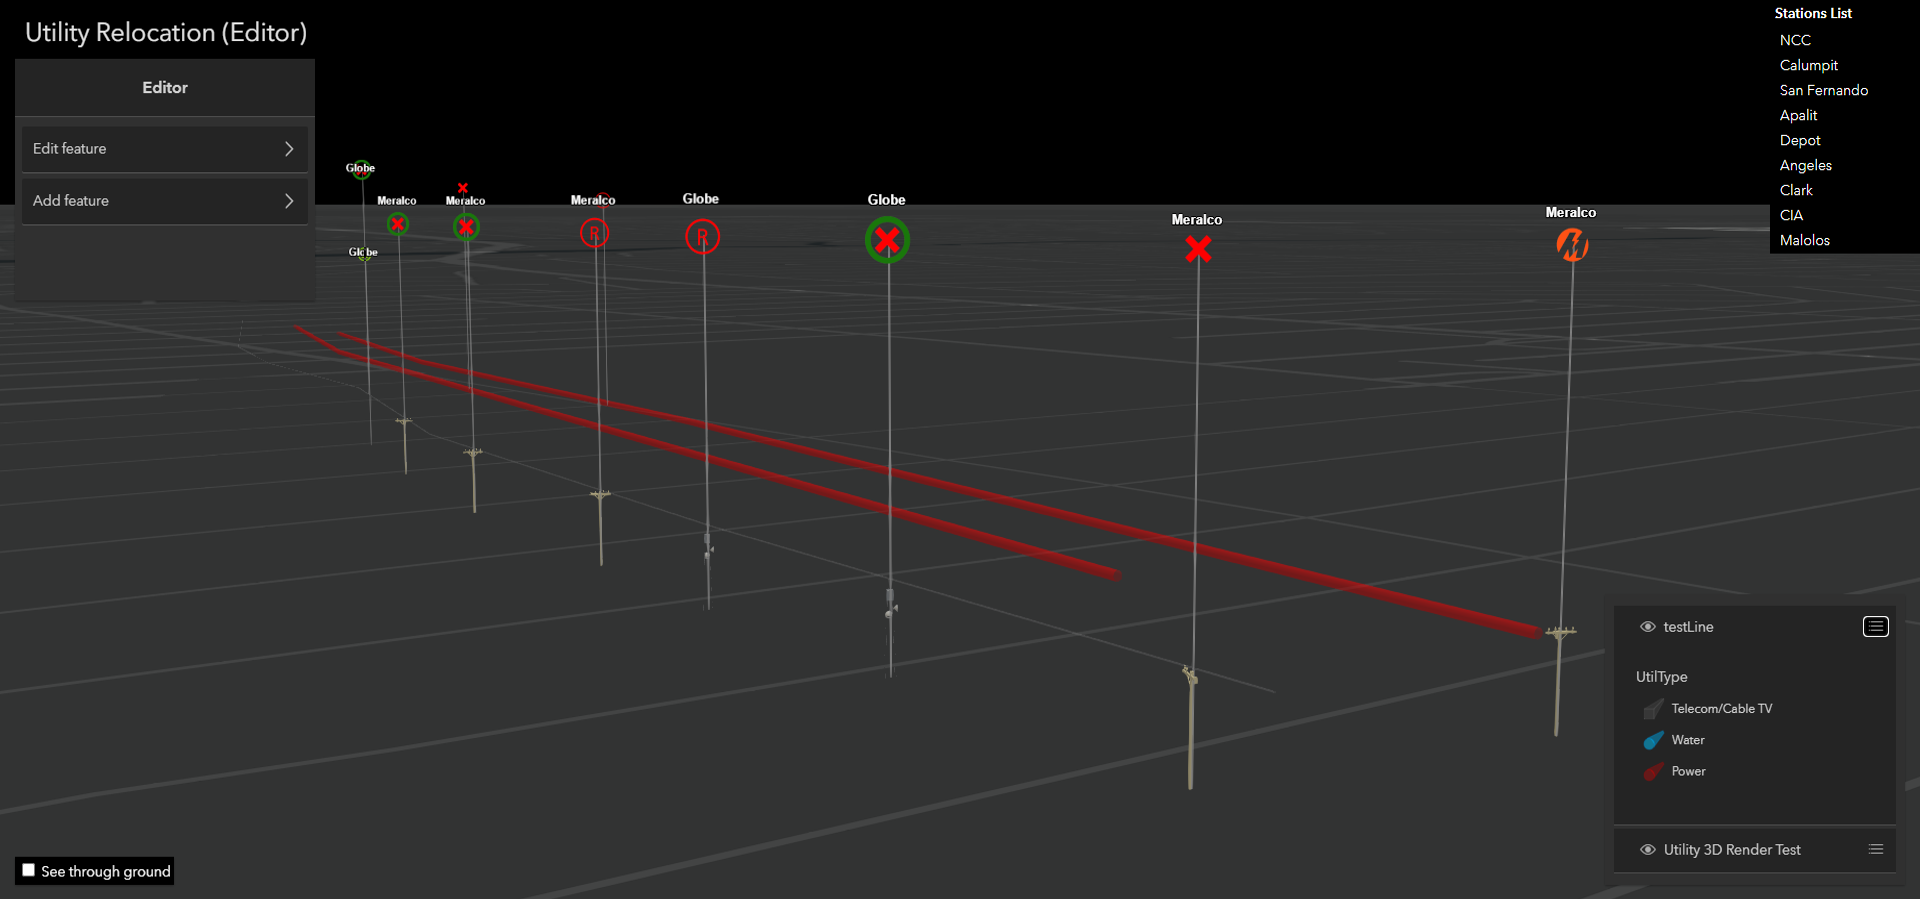 Utility Relocation (Editor)
Editor
Edit feature
Add feature
Stations List
NCC
Calumpit
San Fernando
Apalit
Depot
Angeles
Clark
CIA
Malolos
Globe
Meralco
Meralco
Meralco
Globe
Globe
Meralco
Meralco
R
R
Globe
testLine
UtilType
Telecom/Cable TV
Water
Power
Utility 3D Render Test
See through ground